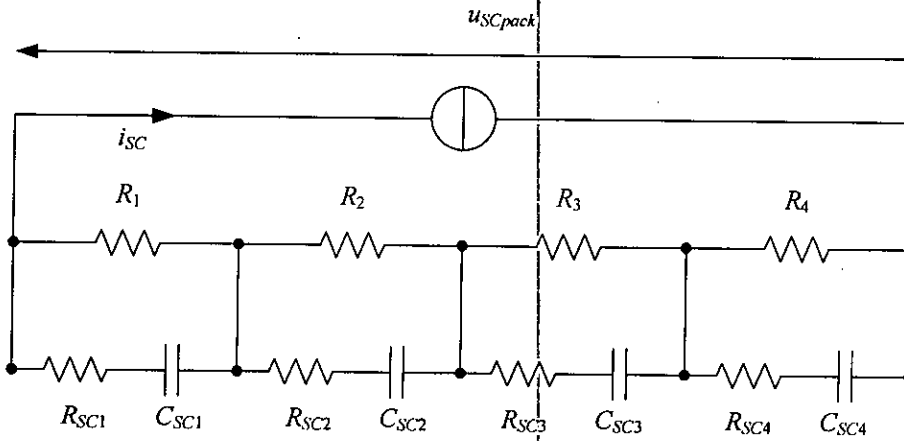 u_SCpack
i_SC
R_1 R_2 R_3 R_4
R_SC1 C_SC1 R_SC2 C_SC2 R_SC3 C_SC3 R_SC4 C_SC4